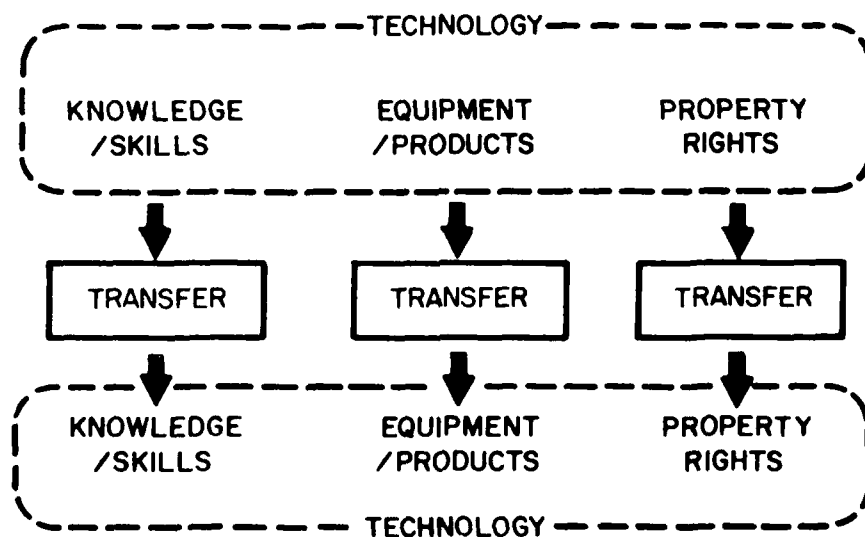 TECHNOLOGY
KNOWLEDGE EQUIPMENT PROPERTY
/SKILLS /PRODUCTS RIGHTS
TRANSFER TRANSFER TRANSFER
KNOWLEDGE EQUIPMENT PROPERTY
/SKILLS /PRODUCTS RIGHTS
TECHNOLOGY